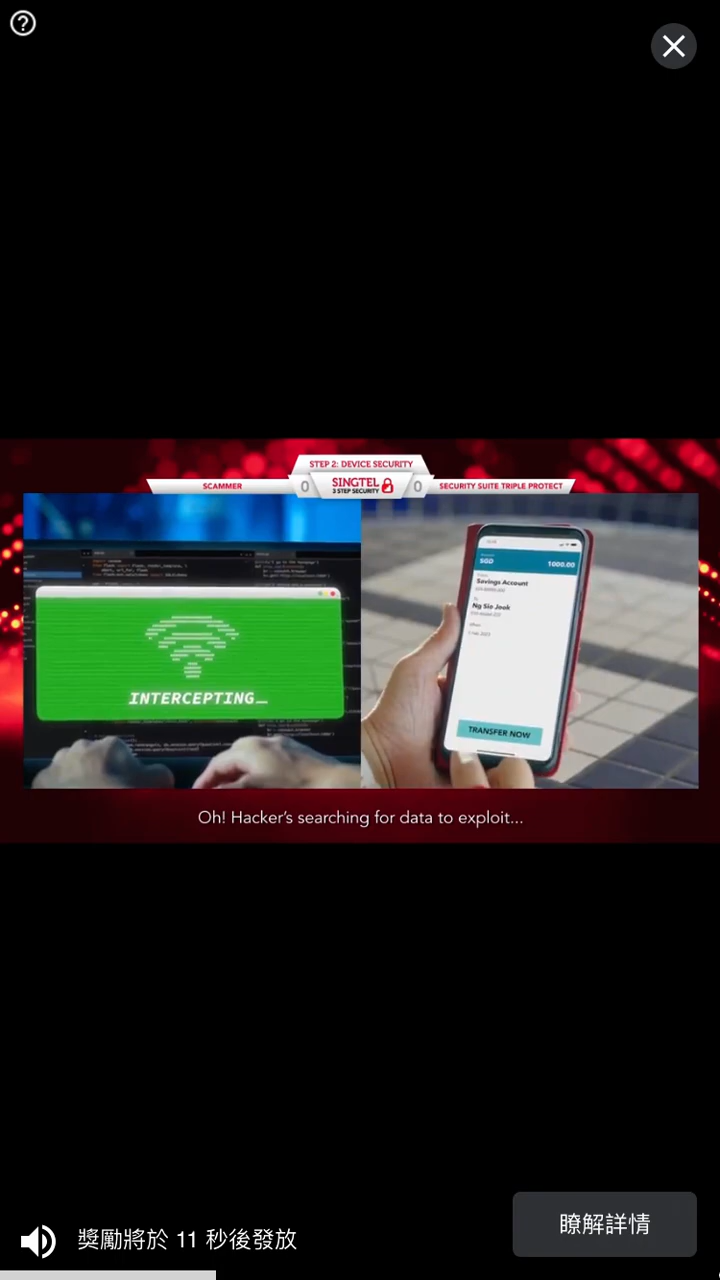 STEP 2: DEVICE SECURITY
SCAMMER
0
SINGTEL
3 STEP SECURITY
0
SECURITY SUITE TRIPLE PROTECT
INTERCEPTING_
SGD
1000.00
Savings Account
Ng Sio Jook
TRANSFER NOW
Oh! Hacker's searching for data to exploit...
獎勵將於 11 秒後發放
瞭解詳情